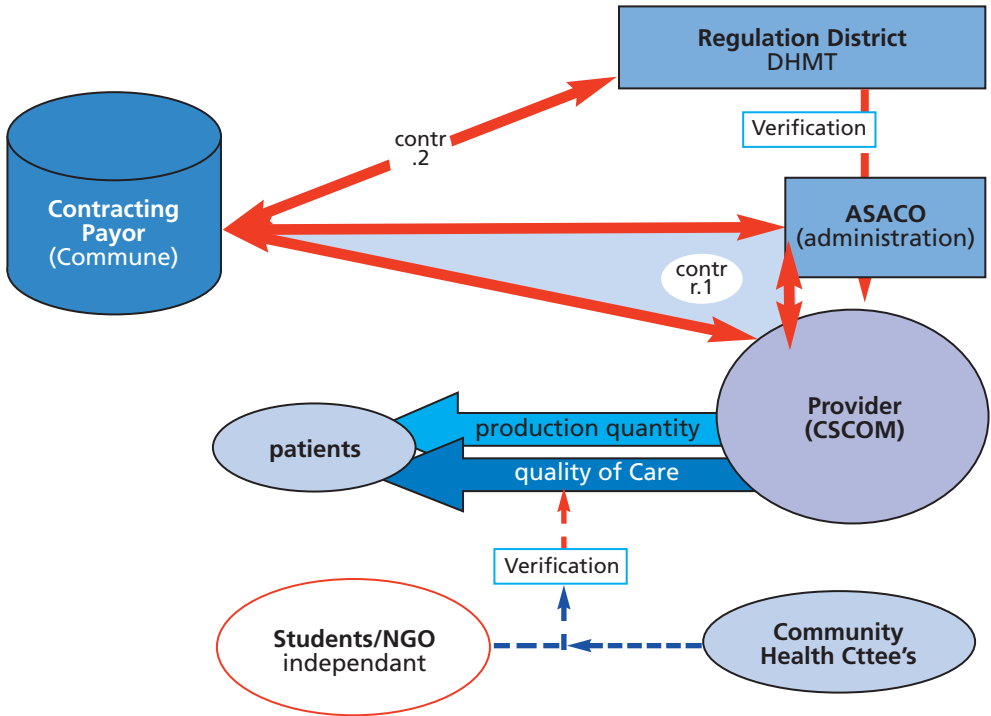 Regulation District
DHMT
Verification
contr
.2
Contracting
Payor
(Commune)
ASACO
(administration)
contr
r.1
Provider
(CSCOM)
production quantity
patients
quality of Care
Verification
Students/NGO
independant
Community
Health Cttee's